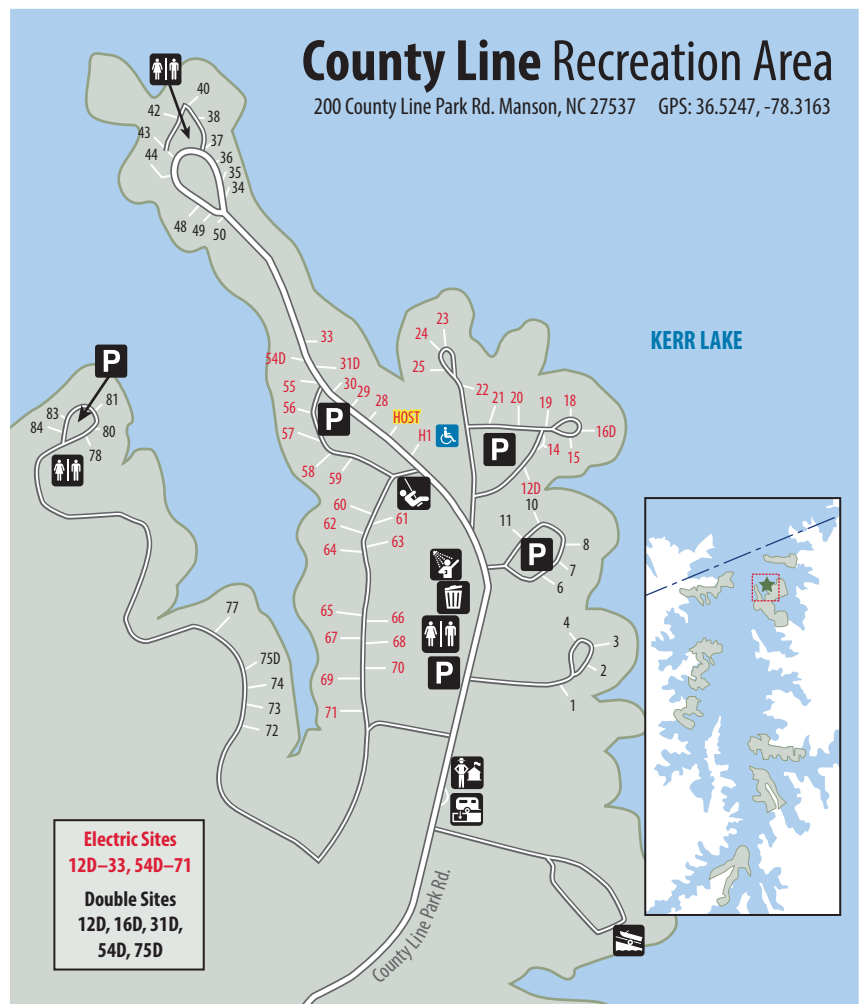 County Line Recreation Area
200 County Line Park Rd. Manson, NC 27537 GPS: 36.5247, -78.3163
40
42
38
43
37
44
36
35
34
48
49
50
KERR LAKE
23
24
33
54D
25
31D
55
30
22
29
21
20
19
18
56
28
HOST
P
81
83
84
80
78
P
57
H1
P
16D
14
15
58
59
12D
10
60
61
11
62
63
64
P
8
7
6
77
65
66
67
68
4
3
75D
70
P
2
74
69
73
71
1
72
Electric Sites
12D–33, 54D–71
Double Sites
12D, 16D, 31D,
54D, 75D
County Line Park Rd.